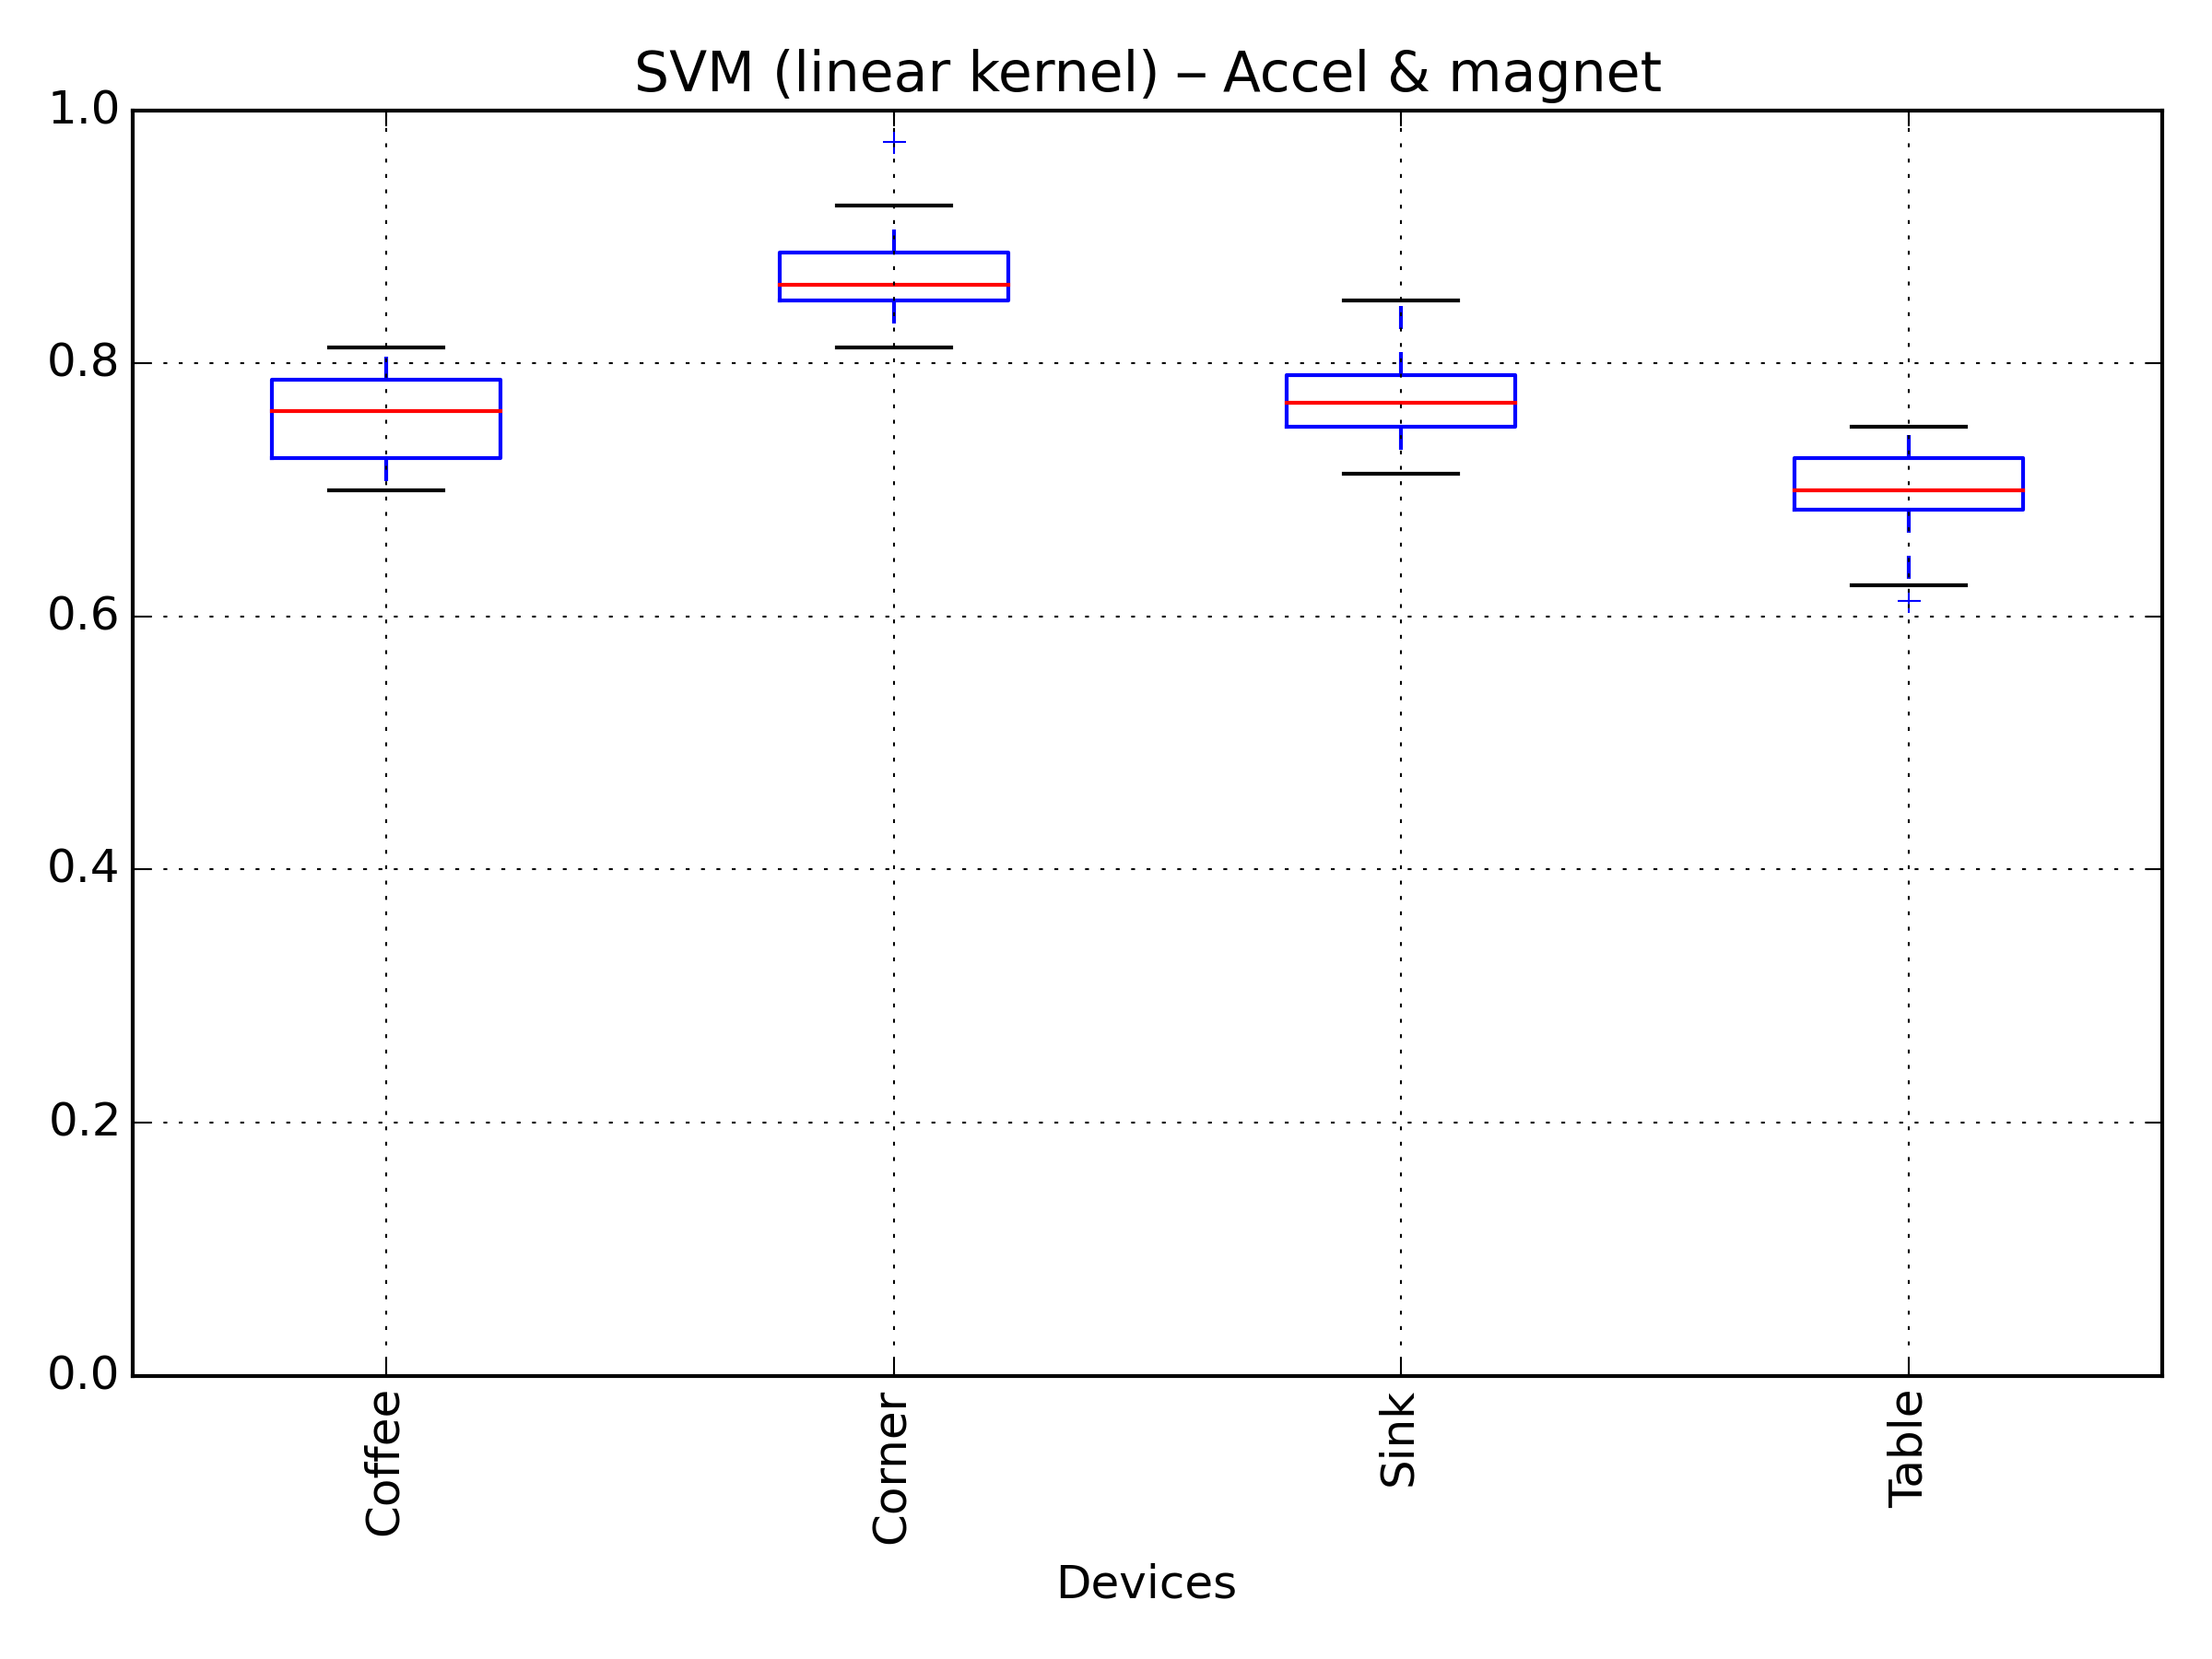 SVM (linear kernel) – Accel & magnet
1.0
0.8
0.6
0.4
0.2
0.0
Coffee
Corner
Sink
Table
Devices